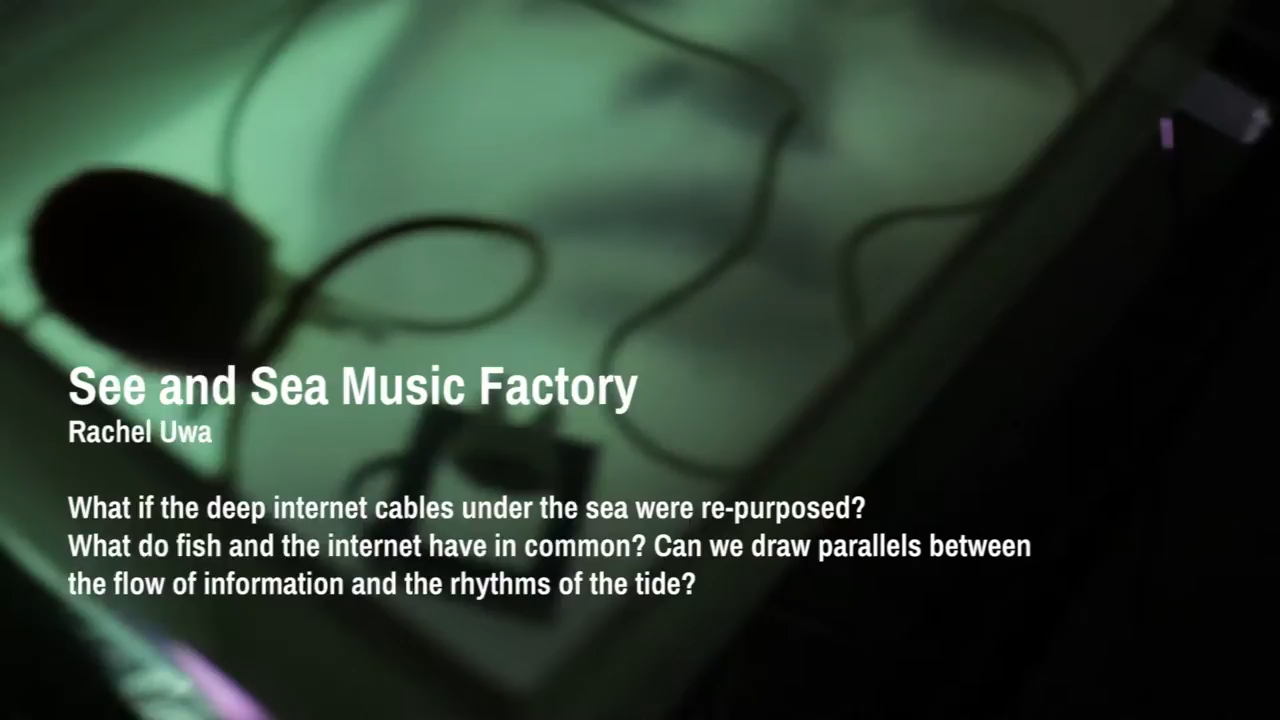 See and Sea Music Factory
Rachel Uwa
What if the deep internet cables under the sea were re-purposed?
What do fish and the internet have in common? Can we draw parallels between
the flow of information and the rhythms of the tide?